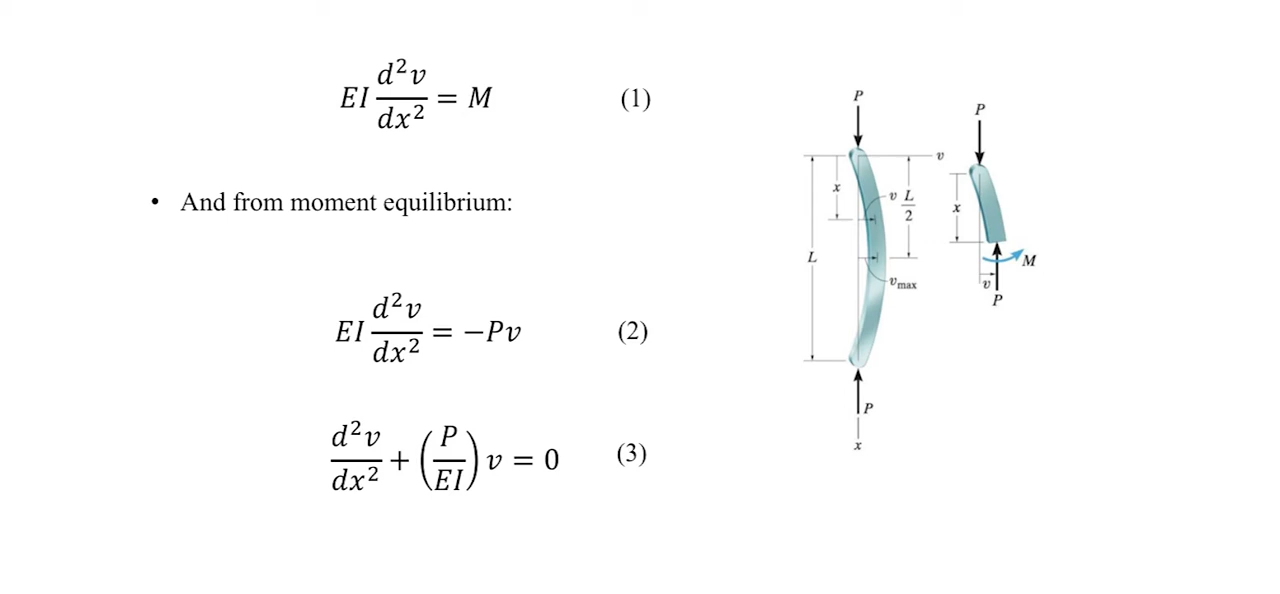 EI d²v/dx² = M (1)
• And from moment equilibrium:
EI d²v/dx² = −Pv (2)
d²v/dx² + (P/EI) v = 0 (3)
P
v
x
v
L/2
L
v_max
P
x
P
x
M
v
P